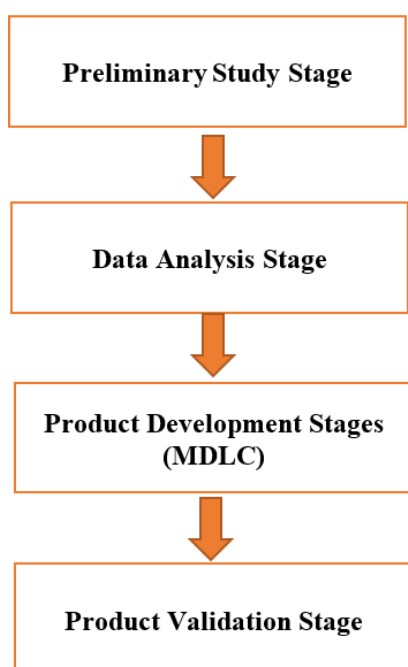 Preliminary Study Stage
Data Analysis Stage
Product Development Stages
(MDLC)
Product Validation Stage